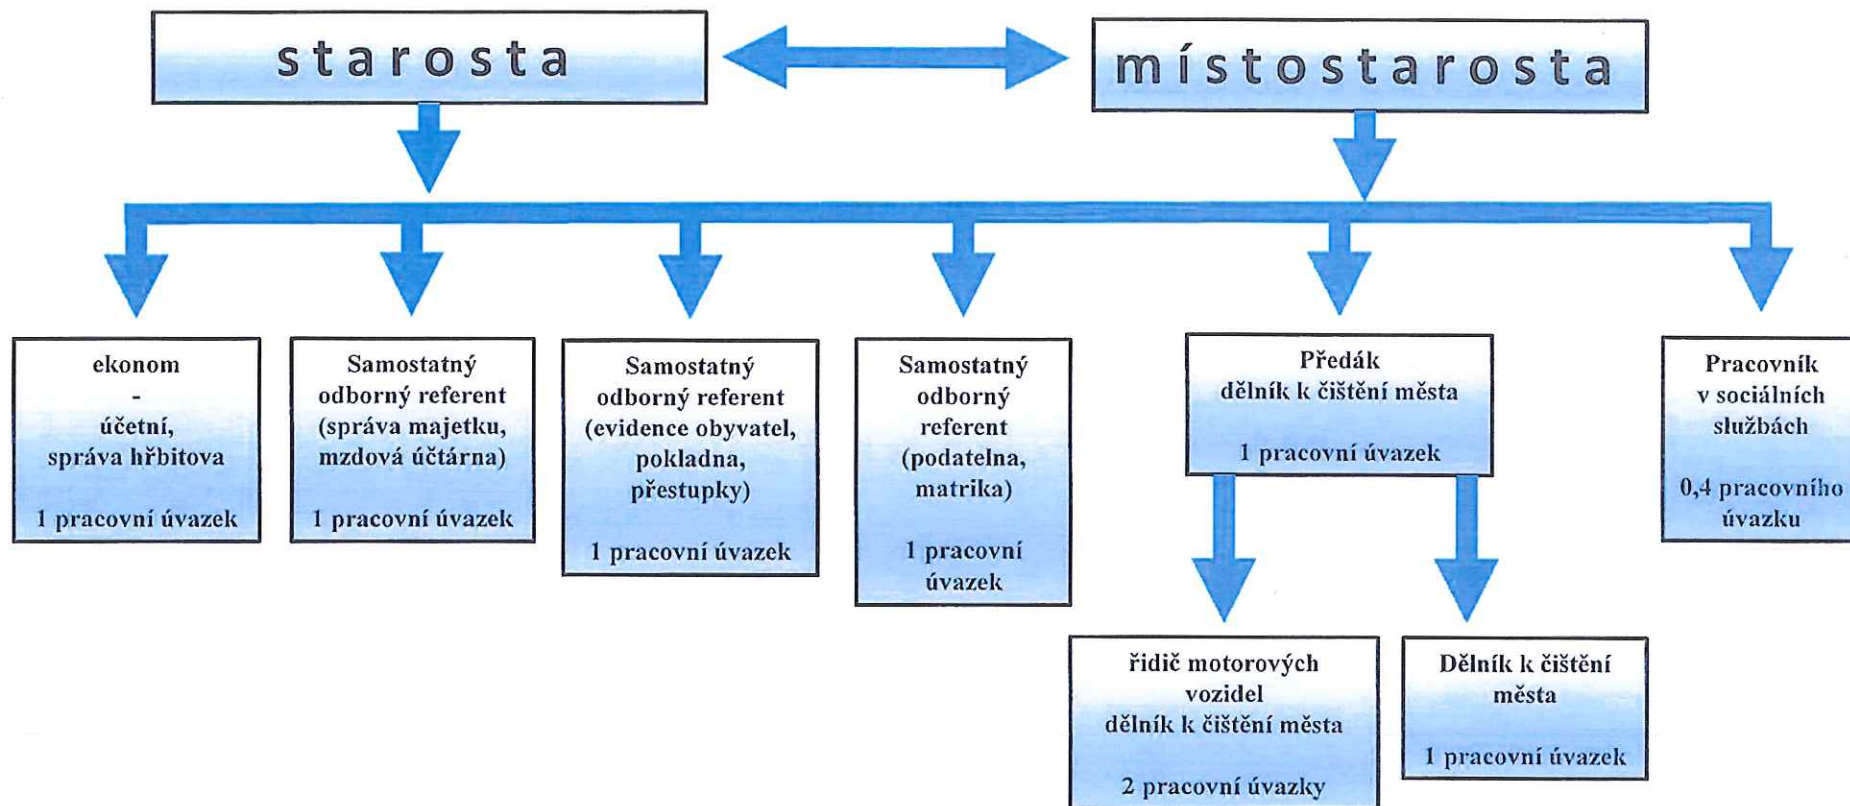 starosta
místostarosta
ekonom
-
účetní,
správa hřbitova
1 pracovní úvazek
Samostatný
odborný referent
(správa majetku,
mzdová účtárna)
1 pracovní úvazek
Samostatný
odborný referent
(evidence obyvatel,
pokladna,
přestupky)
1 pracovní úvazek
Samostatný
odborný
referent
(podatelna,
matrika)
1 pracovní
úvazek
Předák
dělník k čištění města
1 pracovní úvazek
Pracovník
v sociálních
službách
0,4 pracovního
úvazku
řidič motorových
vozidel
dělník k čištění města
2 pracovní úvazky
Dělník k čištění
města
1 pracovní úvazek